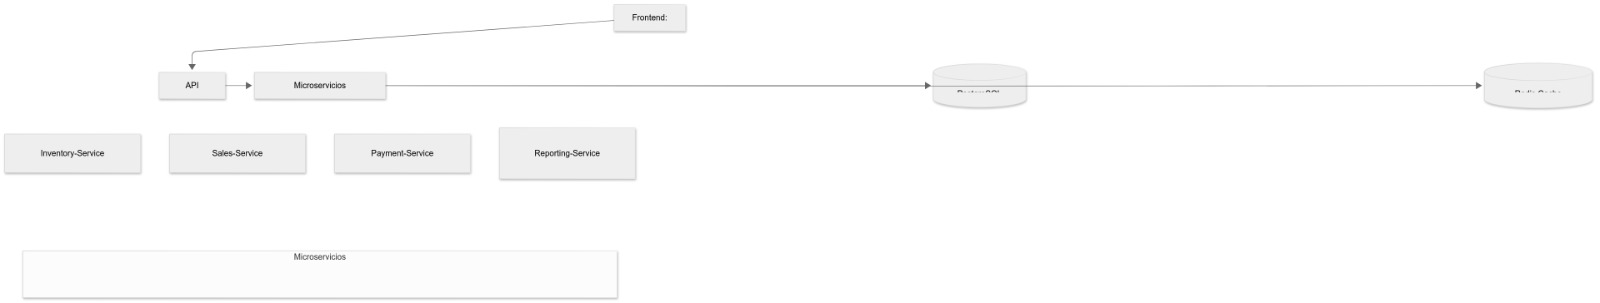 Frontend:
API
Microservicios
Inventory-Service
Sales-Service
Payment-Service
Reporting-Service
Microservicios